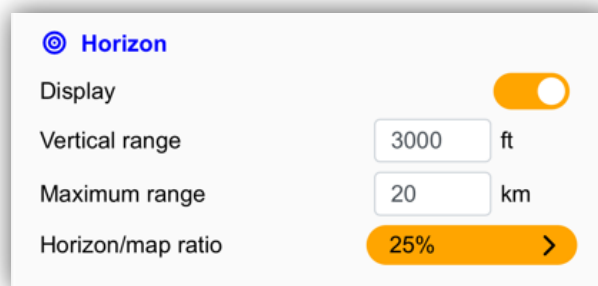 Horizon
Display
Vertical range 3000 ft
Maximum range 20 km
Horizon/map ratio 25%